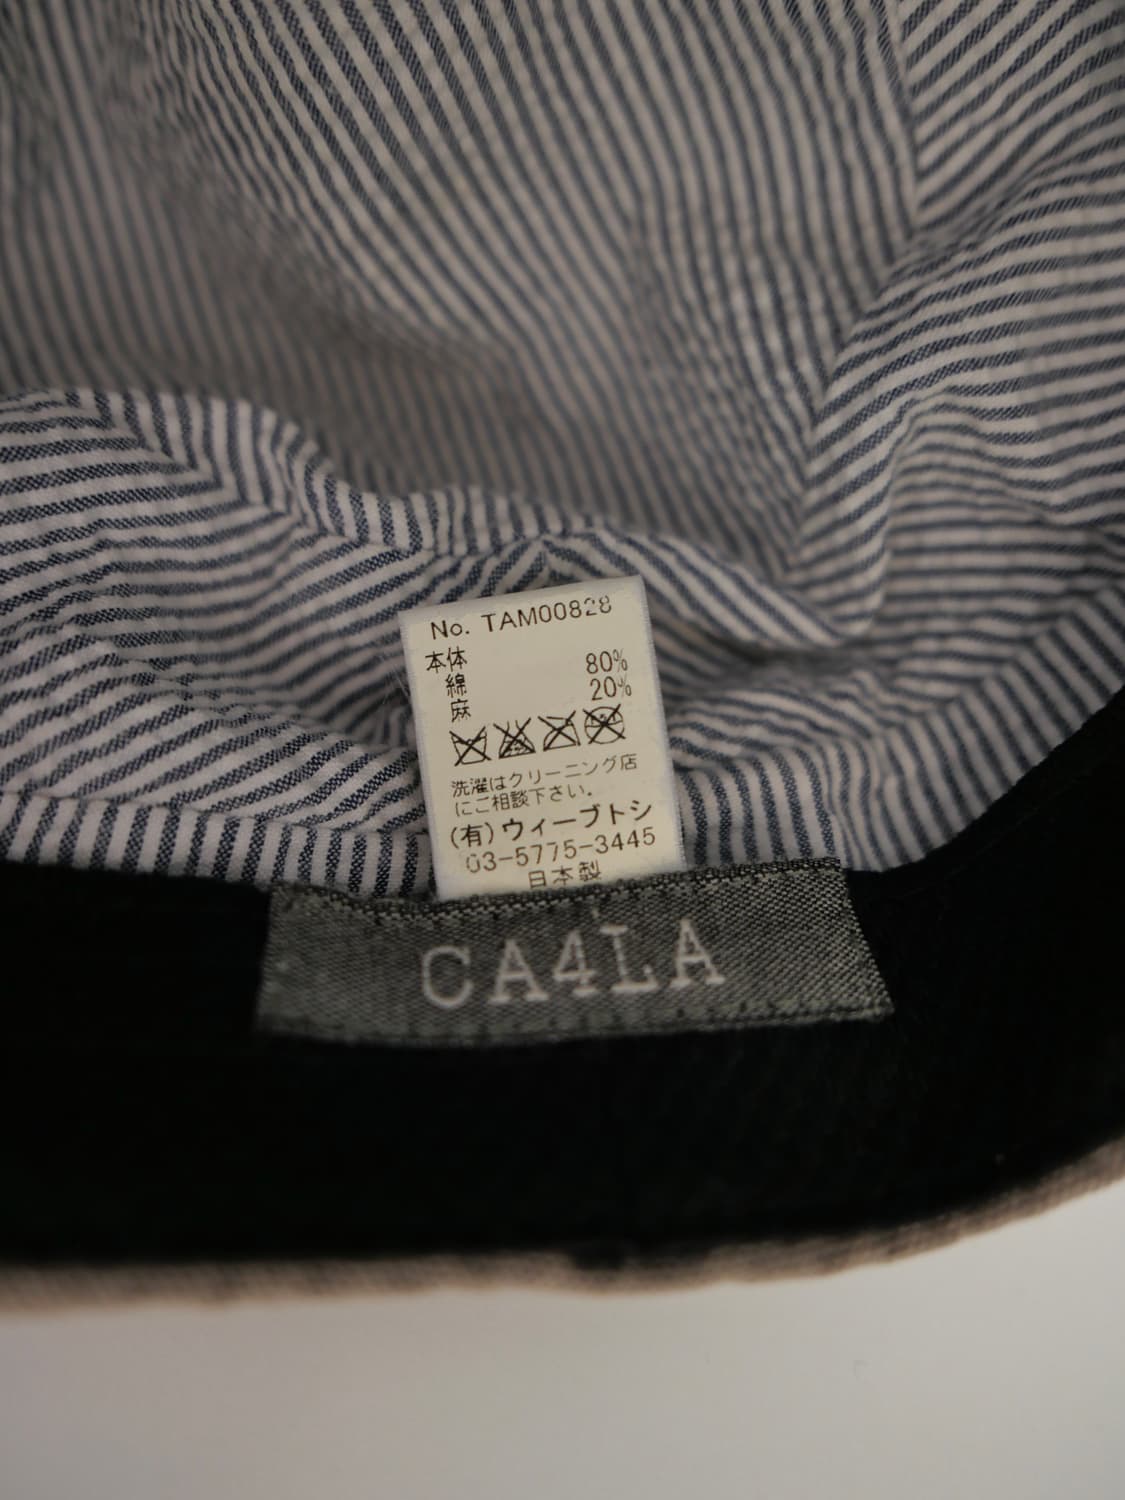 No. TAM00828
本体
綿 80%
麻 20%
洗濯はクリーニング店
にご相談下さい。
(有)ウィーブトシ
03-5775-3445
日本製
CA4LA